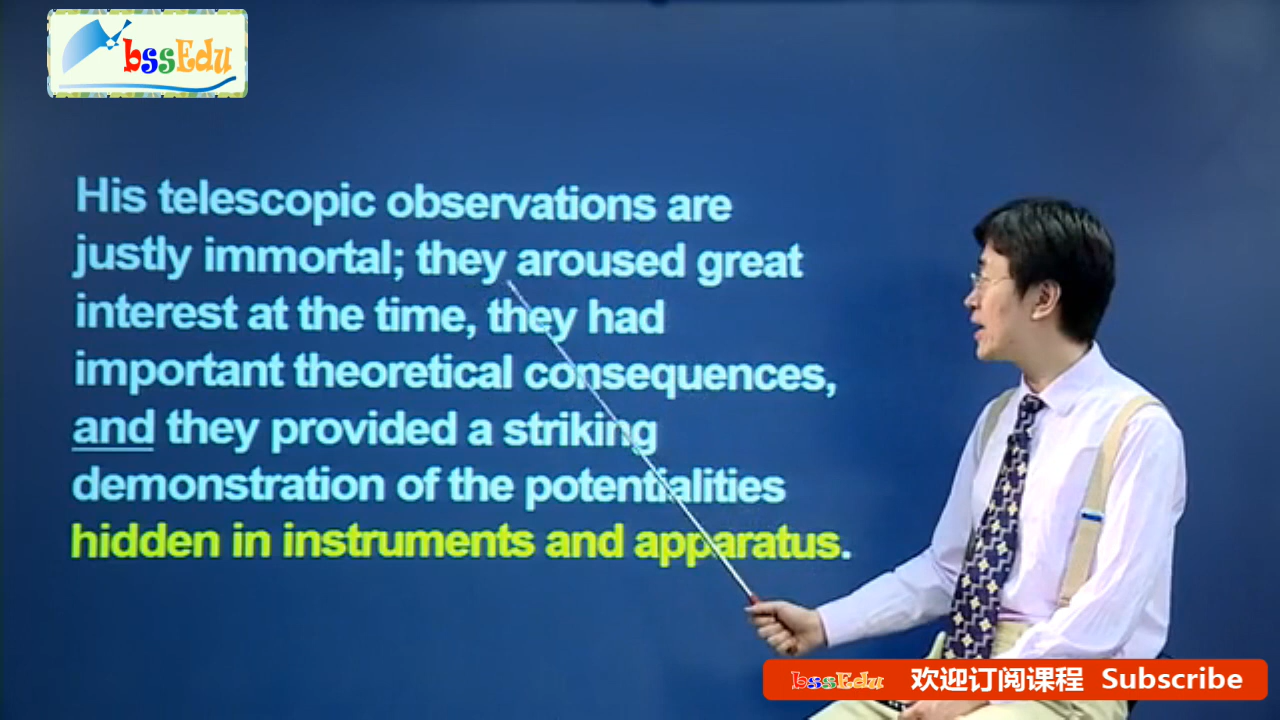 bssEdu
His telescopic observations are
justly immortal; they aroused great
interest at the time, they had
important theoretical consequences,
and they provided a striking
demonstration of the potentialities
hidden in instruments and apparatus.
bssEdu 欢迎订阅课程 Subscribe